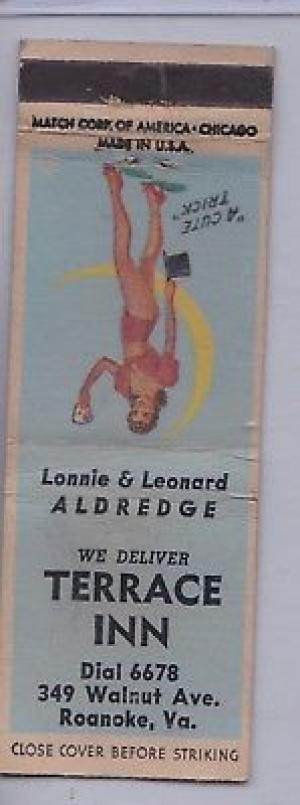 MATCH CORP. OF AMERICA • CHICAGO
MADE IN U.S.A.
"A CUTE
TRICK"
Lonnie & Leonard
ALDREDGE
WE DELIVER
TERRACE
INN
Dial 6678
349 Walnut Ave.
Roanoke, Va.
CLOSE COVER BEFORE STRIKING